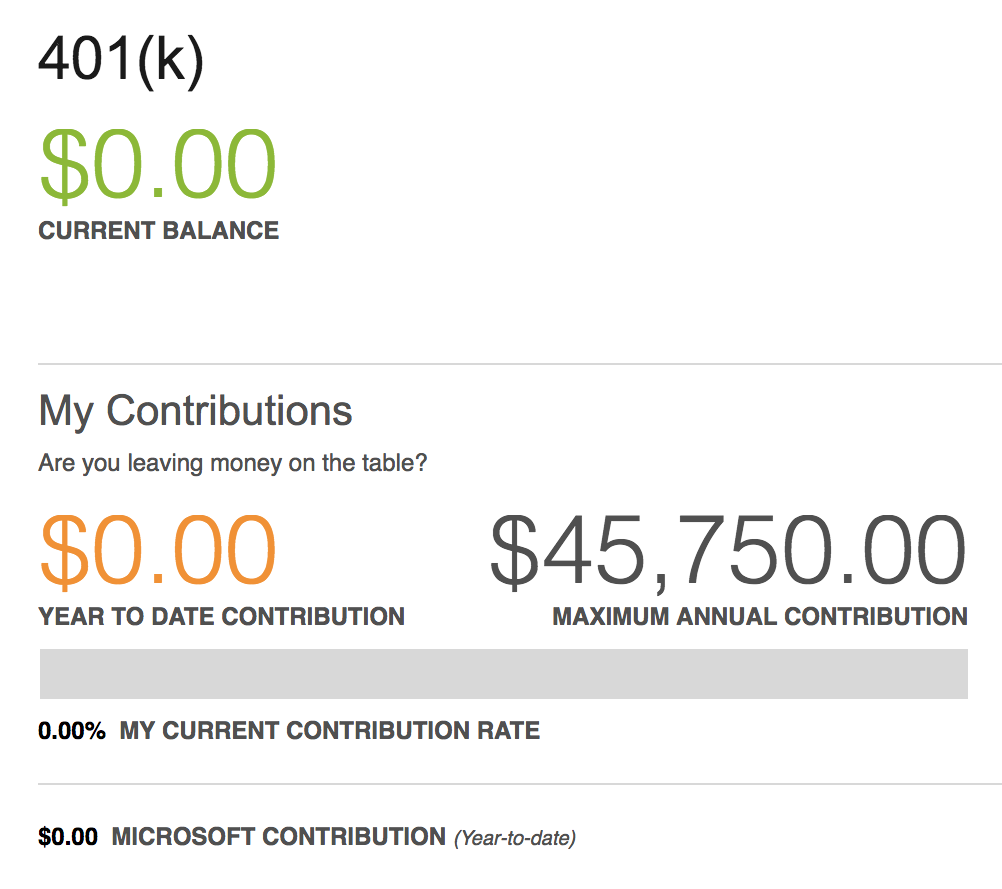 401(k)
$0.00
CURRENT BALANCE
My Contributions
Are you leaving money on the table?
$0.00 $45,750.00
YEAR TO DATE CONTRIBUTION MAXIMUM ANNUAL CONTRIBUTION
0.00% MY CURRENT CONTRIBUTION RATE
$0.00 MICROSOFT CONTRIBUTION (Year-to-date)